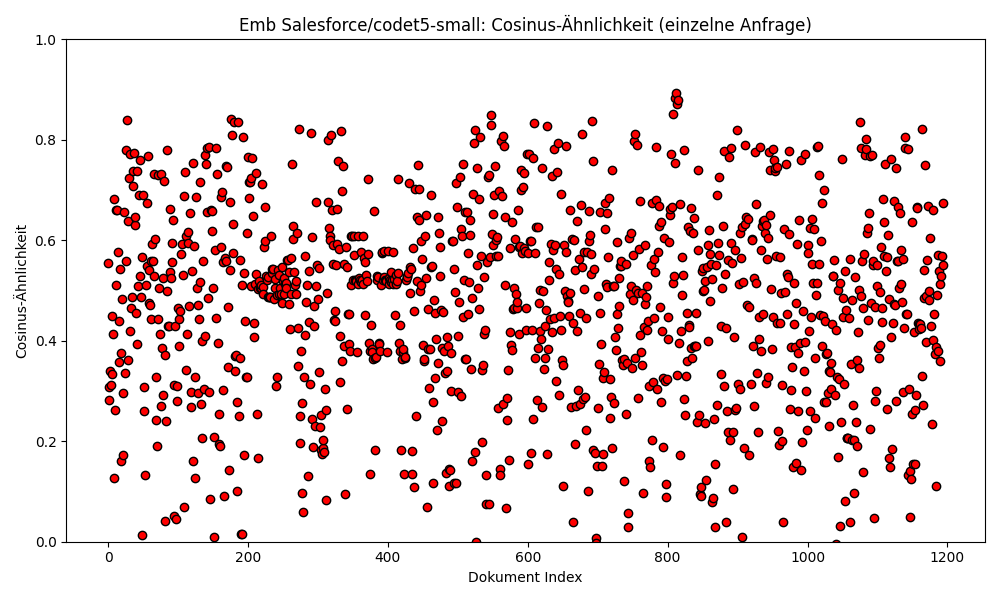 Emb Salesforce/codet5-small: Cosinus-Ähnlichkeit (einzelne Anfrage)
1.0
0.8
0.6
0.4
0.2
0.0
Cosinus-Ähnlichkeit
0 200 400 600 800 1000 1200
Dokument Index